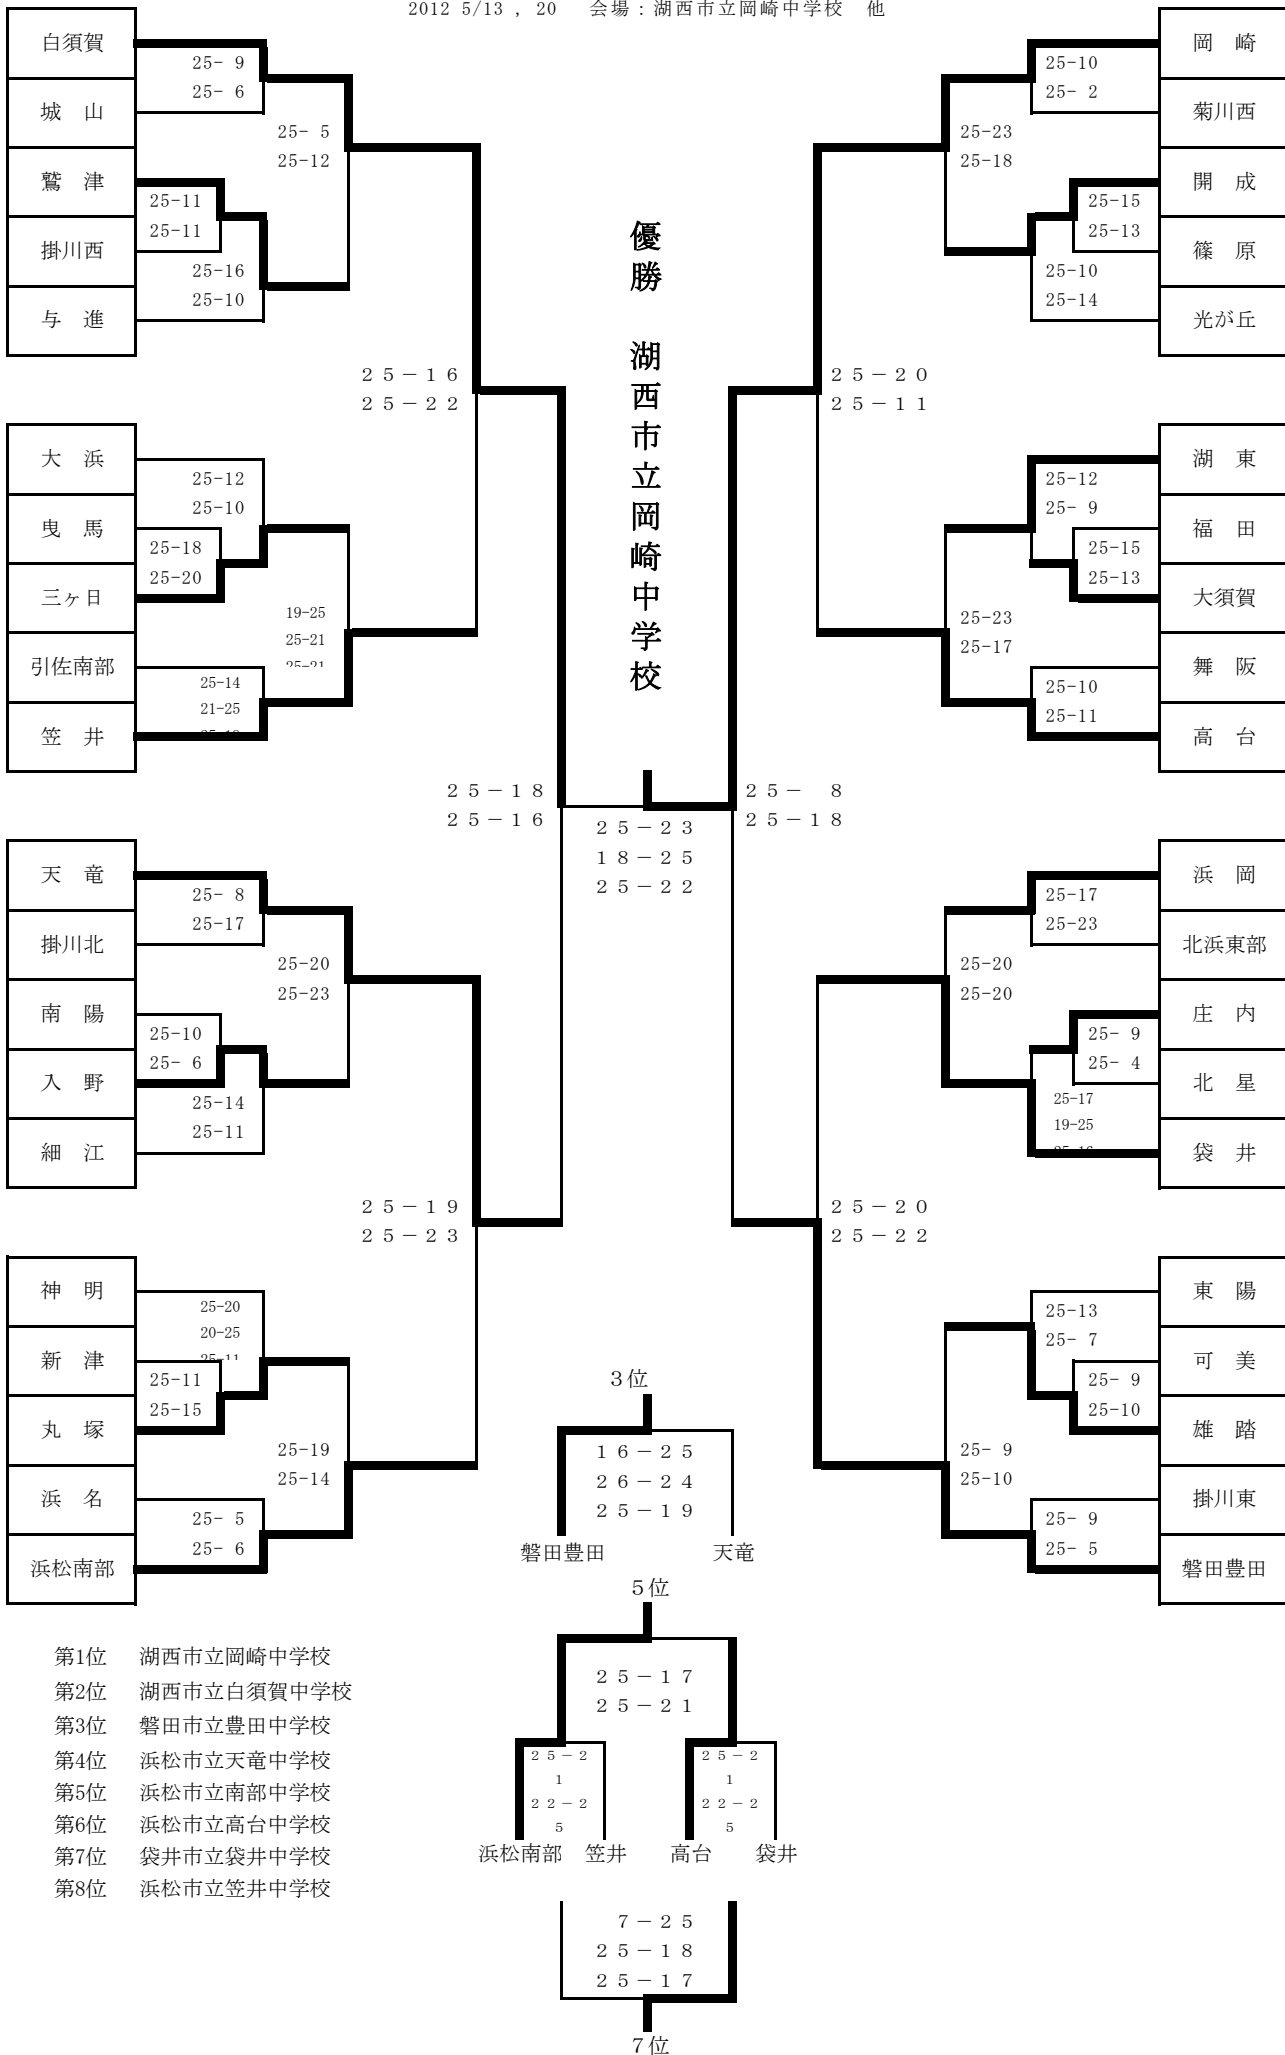 2012 5/13 , 20　会場：湖西市立岡崎中学校　他
白須賀
城　山
鷲　津
掛川西
与　進
25- 9
25- 6
25-11
25-11
25-16
25-10
25- 5
25-12
大　浜
曳　馬
三ヶ日
引佐南部
笠　井
25-12
25-10
25-18
25-20
19-25
25-21
25-21
25-14
21-25
２５－１６
２５－２２
天　竜
掛川北
南　陽
入　野
細　江
25- 8
25-17
25-10
25- 6
25-14
25-11
25-20
25-23
神　明
新　津
丸　塚
浜　名
浜松南部
25-20
20-25
25-11
25-11
25-15
25- 5
25- 6
25-19
25-14
２５－１９
２５－２３
２５－１８
２５－１６
優勝　湖西市立岡崎中学校
２５－２３
１８－２５
２５－２２
岡　崎
菊川西
開　成
篠　原
光が丘
25-10
25- 2
25-15
25-13
25-10
25-14
25-23
25-18
湖　東
福　田
大須賀
舞　阪
高　台
25-12
25- 9
25-15
25-13
25-10
25-11
25-23
25-17
２５－２０
２５－１１
浜　岡
北浜東部
庄　内
北　星
袋　井
25-17
25-23
25- 9
25- 4
25-17
19-25
25-20
25-20
東　陽
可　美
雄　踏
掛川東
磐田豊田
25-13
25- 7
25- 9
25-10
25- 9
25- 5
25- 9
25-10
２５－２０
２５－２２
２５－　８
２５－１８
３位
１６－２５
２６－２４
２５－１９
磐田豊田　天竜
５位
２５－１７
２５－２１
２５－２
１
２２－２
５
２５－２
１
２２－２
５
浜松南部　笠井　高台　袋井
７－２５
２５－１８
２５－１７
７位
第1位　湖西市立岡崎中学校
第2位　湖西市立白須賀中学校
第3位　磐田市立豊田中学校
第4位　浜松市立天竜中学校
第5位　浜松市立南部中学校
第6位　浜松市立高台中学校
第7位　袋井市立袋井中学校
第8位　浜松市立笠井中学校